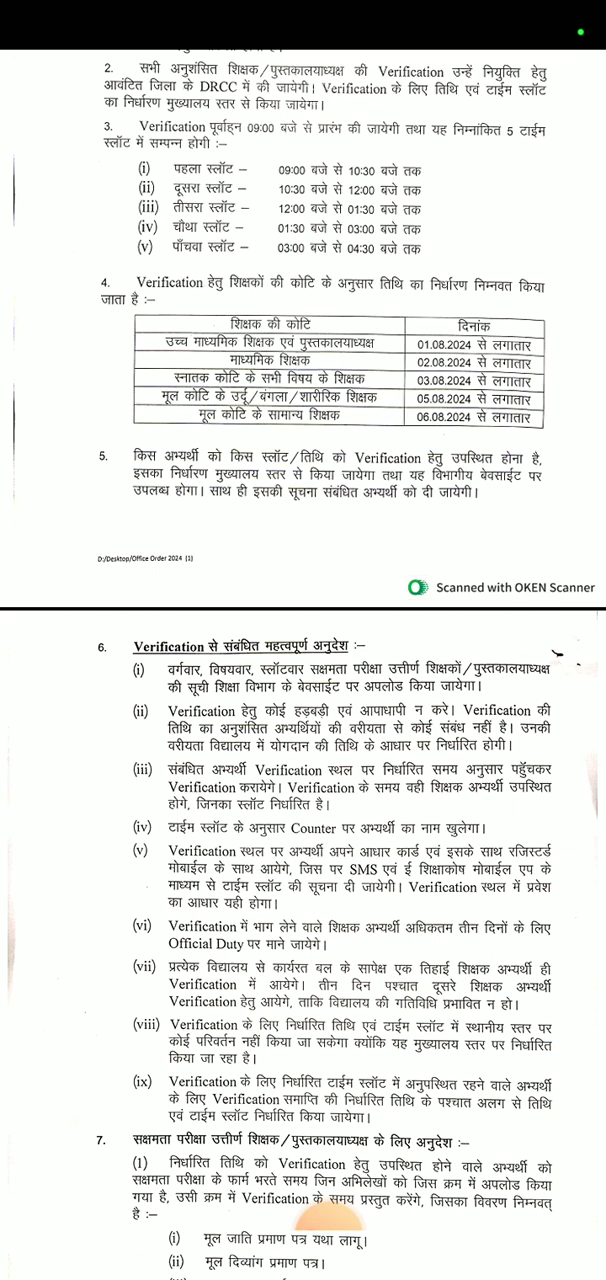 2. सभी अनुशंसित शिक्षक/पुस्तकालयाध्यक्ष की Verification उन्हें नियुक्ति हेतु
आवंटित जिला के DRCC में की जायेगी। Verification के लिए तिथि एवं टाईम स्लॉट
का निर्धारण मुख्यालय स्तर से किया जायेगा।
3. Verification पूर्वाह्न 09:00 बजे से प्रारंभ की जायेगी तथा यह निम्नांकित 5 टाईम
स्लॉट में सम्पन्न होगी :–
(i) पहला स्लॉट – 09:00 बजे से 10:30 बजे तक
(ii) दूसरा स्लॉट – 10:30 बजे से 12:00 बजे तक
(iii) तीसरा स्लॉट – 12:00 बजे से 01:30 बजे तक
(iv) चौथा स्लॉट – 01:30 बजे से 03:00 बजे तक
(v) पाँचवा स्लॉट – 03:00 बजे से 04:30 बजे तक
4. Verification हेतु शिक्षकों की कोटि के अनुसार तिथि का निर्धारण निम्नवत किया
जाता है :–
शिक्षक की कोटि दिनांक
उच्च माध्यमिक शिक्षक एवं पुस्तकालयाध्यक्ष 01.08.2024 से लगातार
माध्यमिक शिक्षक 02.08.2024 से लगातार
स्नातक कोटि के सभी विषय के शिक्षक 03.08.2024 से लगातार
मूल कोटि के उर्दू/बंगला/शारीरिक शिक्षक 05.08.2024 से लगातार
मूल कोटि के सामान्य शिक्षक 06.08.2024 से लगातार
5. किस अभ्यर्थी को किस स्लॉट/तिथि को Verification हेतु उपस्थित होना है,
इसका निर्धारण मुख्यालय स्तर से किया जायेगा तथा यह विभागीय बेवसाईट पर
उपलब्ध होगा। साथ ही इसकी सूचना संबंधित अभ्यर्थी को दी जायेगी।
D:/Desktop/Office Order 2024 (1)
Scanned with OKEN Scanner
6. Verification से संबंधित महत्वपूर्ण अनुदेश :–
(i) वर्गवार, विषयवार, स्लॉटवार सक्षमता परीक्षा उत्तीर्ण शिक्षकों/पुस्तकालयाध्यक्ष
की सूची शिक्षा विभाग के बेवसाईट पर अपलोड किया जायेगा।
(ii) Verification हेतु कोई हड़बड़ी एवं आपाधापी न करे। Verification की
तिथि का अनुशंसित अभ्यर्थियों की वरीयता से कोई संबंध नहीं है। उनकी
वरीयता विद्यालय में योगदान की तिथि के आधार पर निर्धारित होगी।
(iii) संबंधित अभ्यर्थी Verification स्थल पर निर्धारित समय अनुसार पहुँचकर
Verification करायेगे। Verification के समय वही शिक्षक अभ्यर्थी उपस्थित
होगे, जिनका स्लॉट निर्धारित है।
(iv) टाईम स्लॉट के अनुसार Counter पर अभ्यर्थी का नाम खुलेगा।
(v) Verification स्थल पर अभ्यर्थी अपने आधार कार्ड एवं इसके साथ रजिस्टर्ड
मोबाईल के साथ आयेगे, जिस पर SMS एवं ई शिक्षाकोष मोबाईल एप के
माध्यम से टाईम स्लॉट की सूचना दी जायेगी। Verification स्थल में प्रवेश
का आधार यही होगा।
(vi) Verification में भाग लेने वाले शिक्षक अभ्यर्थी अधिकतम तीन दिनों के लिए
Official Duty पर माने जायेगे।
(vii) प्रत्येक विद्यालय से कार्यरत बल के सापेक्ष एक तिहाई शिक्षक अभ्यर्थी ही
Verification में आयेगे। तीन दिन पश्चात दूसरे शिक्षक अभ्यर्थी
Verification हेतु आयेगे, ताकि विद्यालय की गतिविधि प्रभावित न हो।
(viii) Verification के लिए निर्धारित तिथि एवं टाईम स्लॉट में स्थानीय स्तर पर
कोई परिवर्तन नहीं किया जा सकेगा क्योंकि यह मुख्यालय स्तर पर निर्धारित
किया जा रहा है।
(ix) Verification के लिए निर्धारित टाईम स्लॉट में अनुपस्थित रहने वाले अभ्यर्थी
के लिए Verification समाप्ति की निर्धारित तिथि के पश्चात अलग से तिथि
एवं टाईम स्लॉट निर्धारित किया जायेगा।
7. सक्षमता परीक्षा उत्तीर्ण शिक्षक/पुस्तकालयाध्यक्ष के लिए अनुदेश :–
(1) निर्धारित तिथि को Verification हेतु उपस्थित होने वाले अभ्यर्थी को
सक्षमता परीक्षा के फार्म भरते समय जिन अभिलेखों को जिस क्रम में अपलोड किया
गया है, उसी क्रम में Verification के समय प्रस्तुत करेंगे, जिसका विवरण निम्नवत्
है :–
(i) मूल जाति प्रमाण पत्र यथा लागू।
(ii) मूल दिव्यांग प्रमाण पत्र।